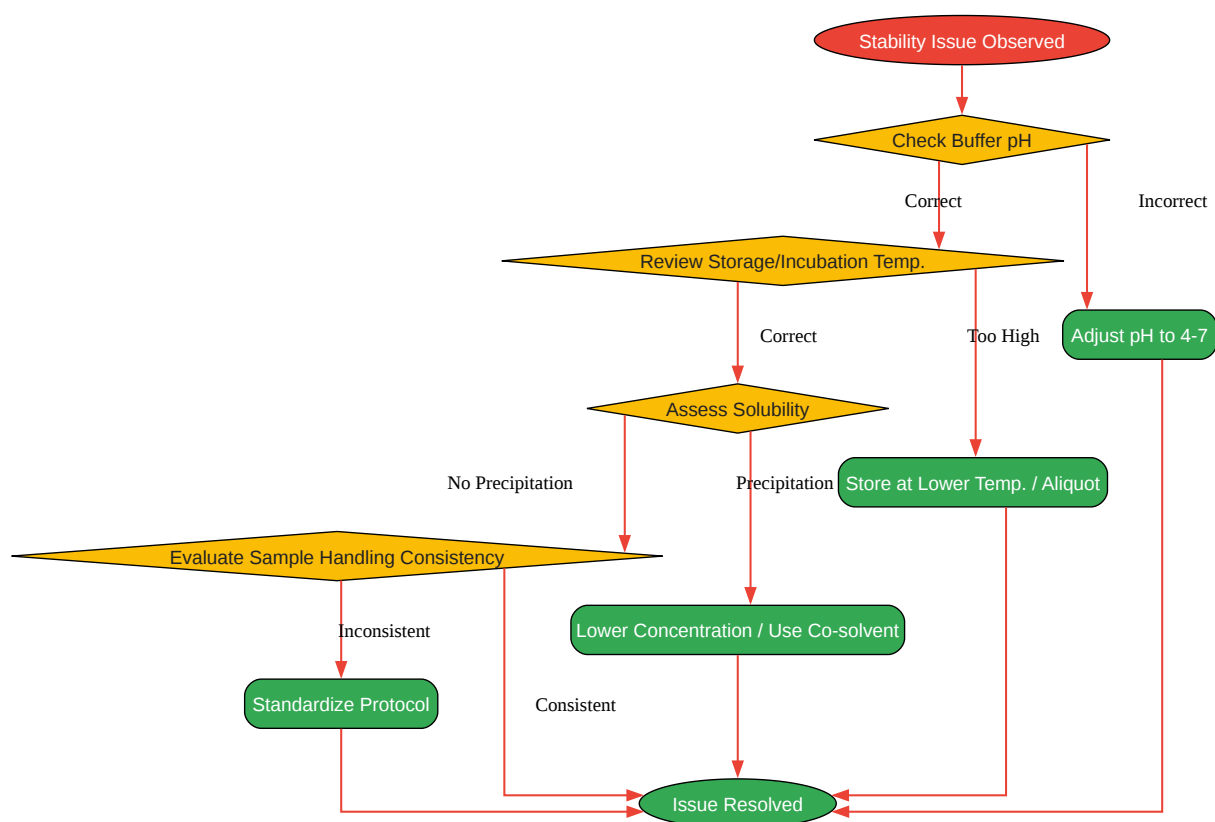 Stability Issue Observed
Check Buffer pH
Correct
Incorrect
Review Storage/Incubation Temp.
Correct
Too High
Adjust pH to 4-7
Assess Solubility
No Precipitation
Precipitation
Store at Lower Temp. / Aliquot
Evaluate Sample Handling Consistency
Inconsistent
Lower Concentration / Use Co-solvent
Standardize Protocol
Consistent
Issue Resolved